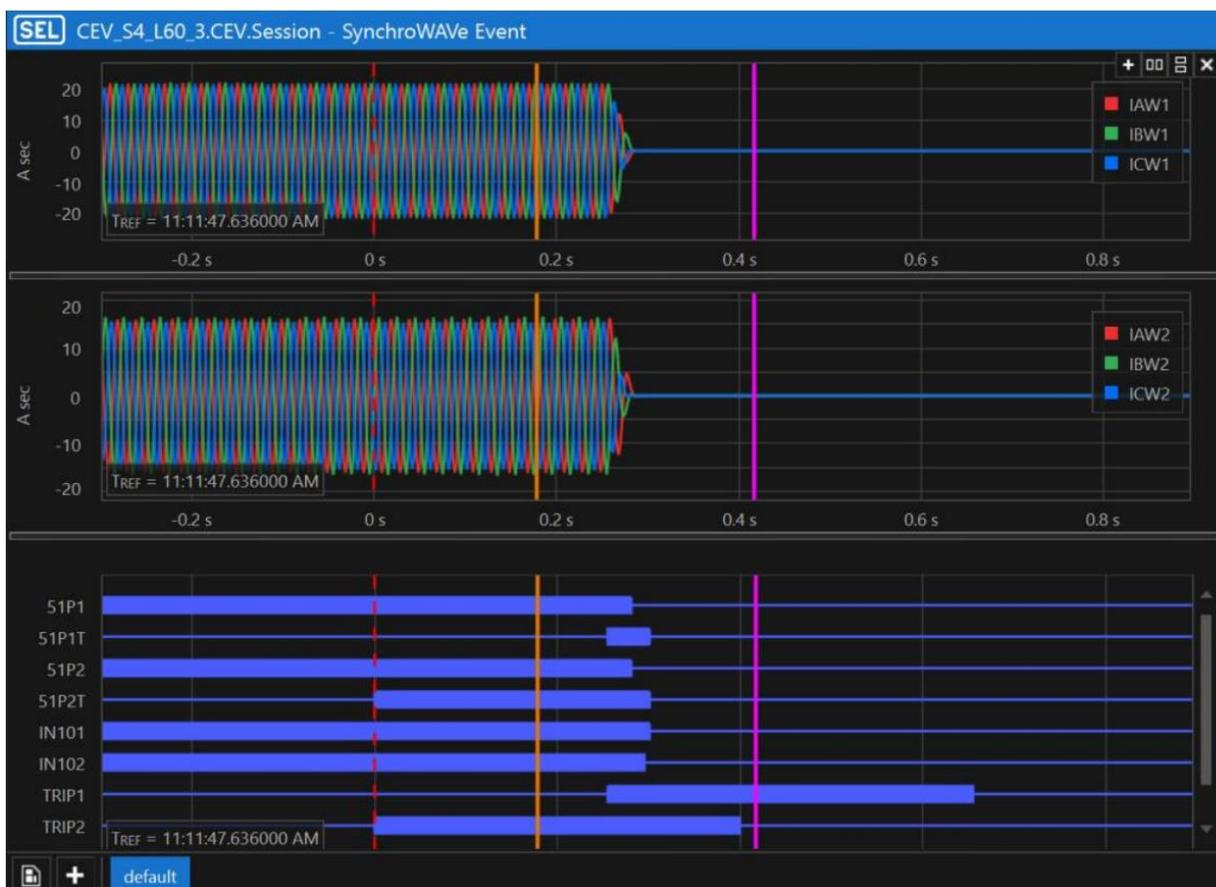 SEL CEV_S4_L60_3.CEV.Session - SynchroWAVe Event
20
10
0
-10
-20
A sec
IAW1
IBW1
ICW1
TREF = 11:11:47.636000 AM
-0.2 s 0 s 0.2 s 0.4 s 0.6 s 0.8 s
20
10
0
-10
-20
A sec
IAW2
IBW2
ICW2
TREF = 11:11:47.636000 AM
-0.2 s 0 s 0.2 s 0.4 s 0.6 s 0.8 s
51P1
51P1T
51P2
51P2T
IN101
IN102
TRIP1
TRIP2
TREF = 11:11:47.636000 AM
default